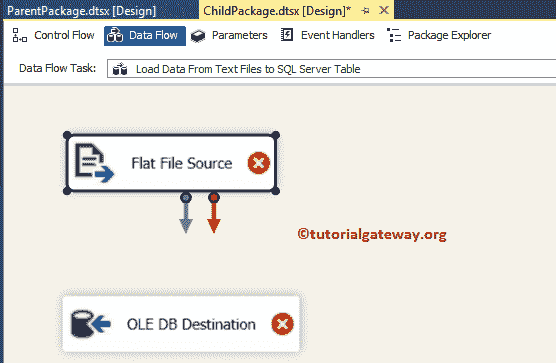 ParentPackage.dtsx [Design]
ChildPackage.dtsx [Design]*
Control Flow
Data Flow
Parameters
Event Handlers
Package Explorer
Data Flow Task:
Load Data From Text Files to SQL Server Table
Flat File Source
©tutorialgateway.org
OLE DB Destination